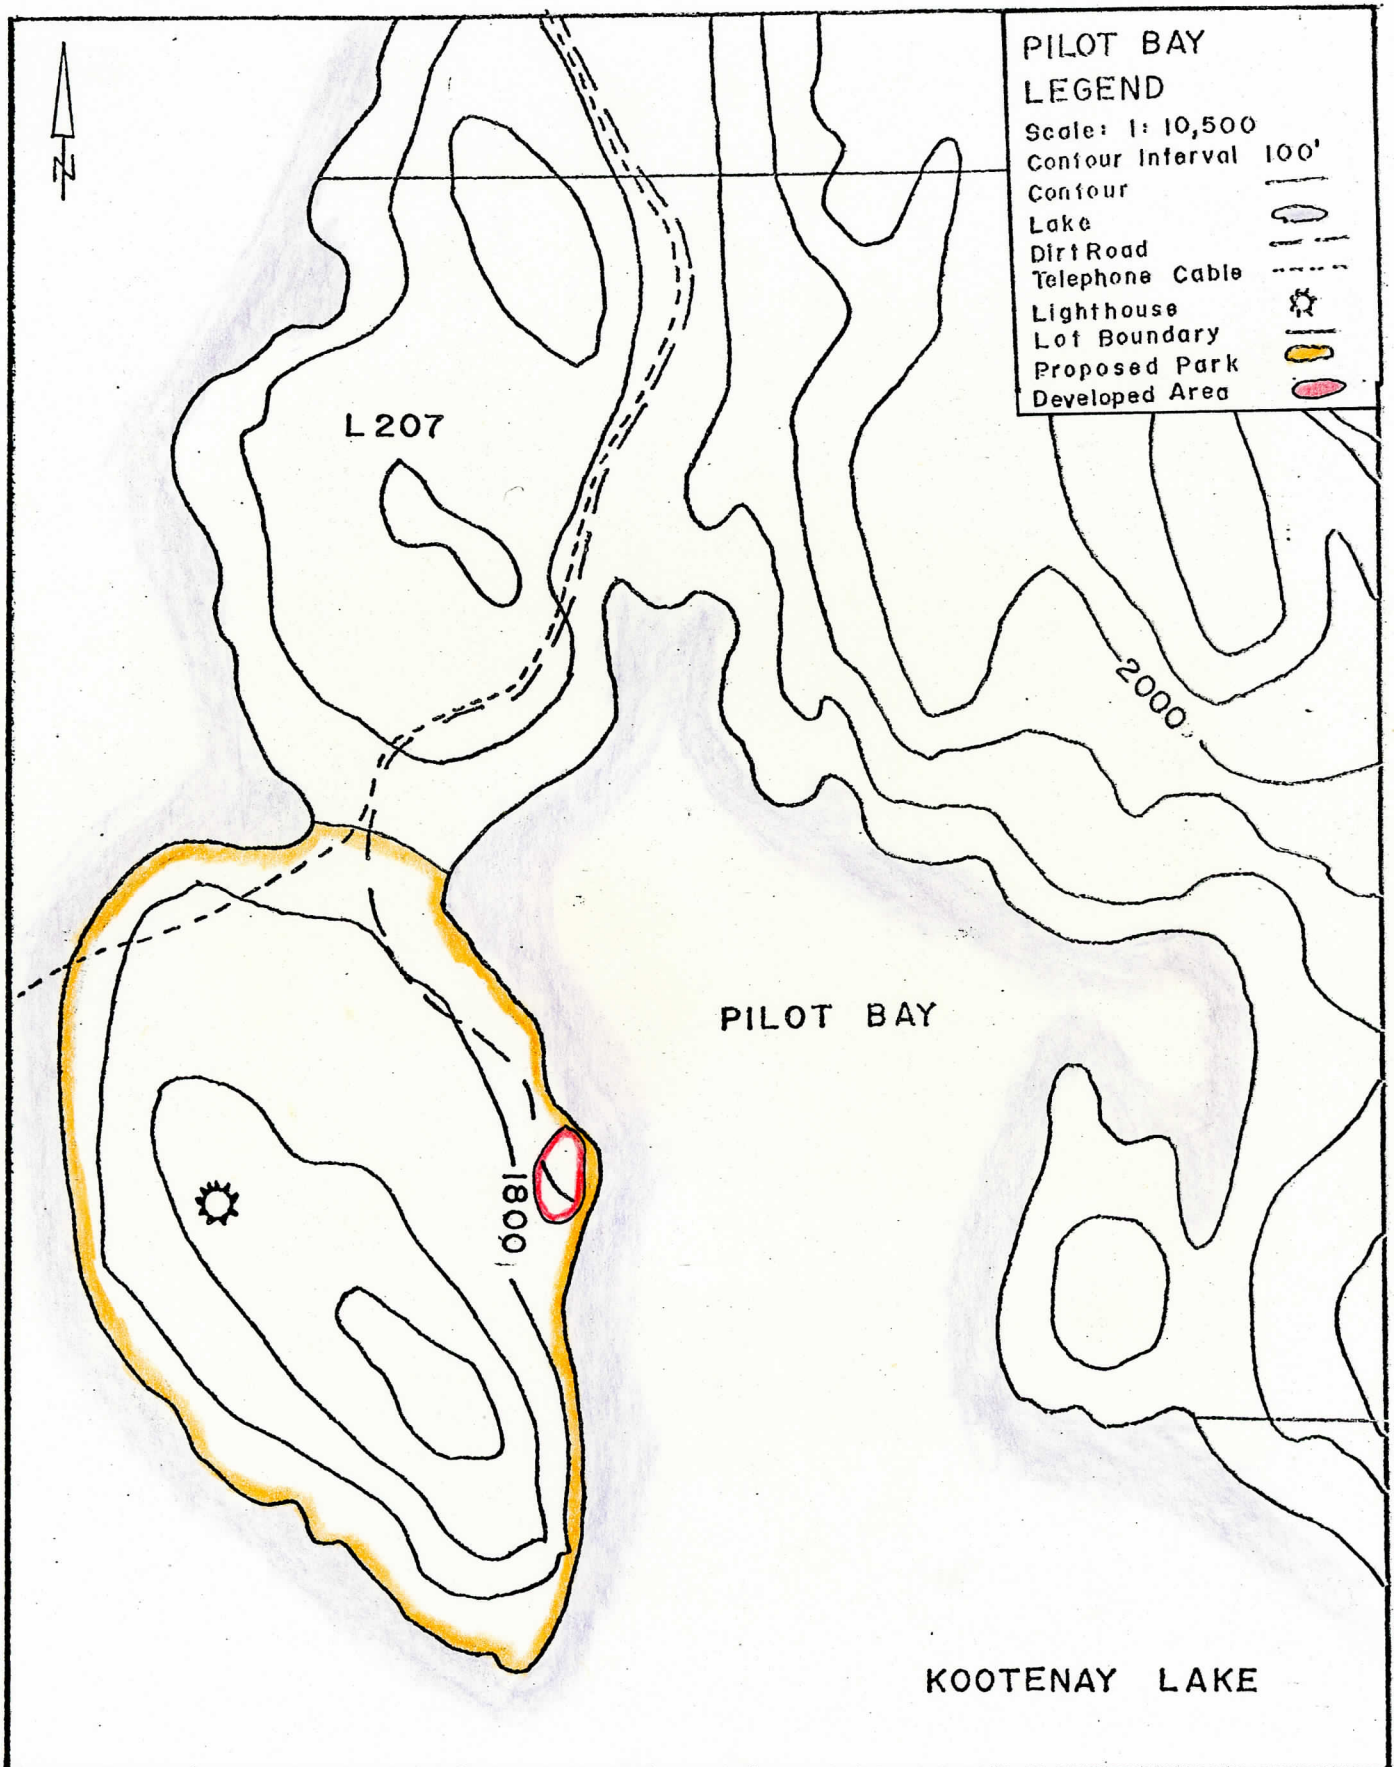 PILOT BAY
LEGEND
Scale: 1: 10,500
Contour Interval 100'
Contour
Lake
Dirt Road
Telephone Cable
Lighthouse
Lot Boundary
Proposed Park
Developed Area
N
L 207
2000
PILOT BAY
1800
KOOTENAY LAKE